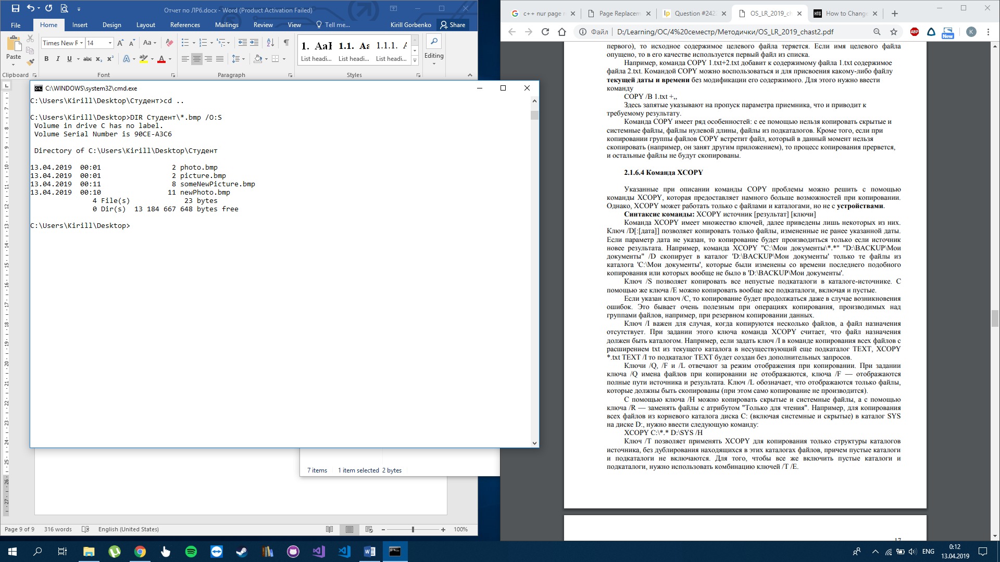 Отчет по ЛР6.docx - Word (Product Activation Failed)
File Home Insert Design Layout References Mailings Review View Tell me... Kirill Gorbenko Share
Times New R 14
Paste
B I U abc x₂ x²
1. AaI 1.1. Aa 1.1.1. A
List headi... List headi... List headi...
Editing
Clipboard Font Paragraph Styles
C:\WINDOWS\system32\cmd.exe
C:\Users\Kirill\Desktop\Студент>cd ..
C:\Users\Kirill\Desktop>DIR Студент\*.bmp /O:S
Volume in drive C has no label.
Volume Serial Number is 90CE-A3C6
Directory of C:\Users\Kirill\Desktop\Студент
13.04.2019 00:01 2 photo.bmp
13.04.2019 00:01 2 picture.bmp
13.04.2019 00:11 8 someNewPicture.bmp
13.04.2019 00:10 11 newPhoto.bmp
4 File(s) 23 bytes
0 Dir(s) 13 184 667 648 bytes free
C:\Users\Kirill\Desktop>
7 items 1 item selected 2 bytes
Page 9 of 9 316 words English (United States) 100%
c++ nur page r Page Replacem Question #242 OS_LR_2019_ch How to Change
Файл D:/Learning/ОС/4%20семестр/Методички/OS_LR_2019_chast2.pdf
ABP New K
первого), то исходное содержимое целевого файла теряется. Если имя целевого файла
опущено, то в его качестве используется первый файл из списка.
Например, команда COPY 1.txt+2.txt добавит к содержимому файла 1.txt содержимое
файла 2.txt. Командой COPY можно воспользоваться и для присвоения какому-либо файлу
текущей даты и времени без модификации его содержимого. Для этого нужно ввести
команду
COPY /B 1.txt +,,
Здесь запятые указывают на пропуск параметра приемника, что и приводит к
требуемому результату.
Команда COPY имеет ряд особенностей: с ее помощью нельзя копировать скрытые и
системные файлы, файлы нулевой длины, файлы из подкаталогов. Кроме того, если при
копировании группы файлов COPY встретит файл, который в данный момент нельзя
скопировать (например, он занят другим приложением), то процесс копирования прервется,
и остальные файлы не будут скопированы.
2.1.6.4 Команда XCOPY
Указанные при описании команды COPY проблемы можно решить с помощью
команды XCOPY, которая предоставляет намного больше возможностей при копировании.
Однако, XCOPY может работать только с файлами и каталогами, но не с устройствами.
Синтаксис команды: XCOPY источник [результат] [ключи]
Команда XCOPY имеет множество ключей, далее приведены лишь некоторых из них.
Ключ /D[:[дата]] позволяет копировать только файлы, измененные не ранее указанной даты.
Если параметр дата не указан, то копирование будет производиться только если источник
новее результата. Например, команда XCOPY "C:\Мои документы\*.*" "D:\BACKUP\Мои
документы" /D скопирует в каталог 'D:\BACKUP\Мои документы' только те файлы из
каталога 'C:\Мои документы', которые были изменены со времени последнего подобного
копирования или которых вообще не было в 'D:\BACKUP\Мои документы'.
Ключ /S позволяет копировать все непустые подкаталоги в каталоге-источнике. С
помощью же ключа /E можно копировать вообще все подкаталоги, включая и пустые.
Если указан ключ /C, то копирование будет продолжаться даже в случае возникновения
ошибок. Это бывает очень полезным при операциях копирования, производимых над
группами файлов, например, при резервном копировании данных.
Ключ /I важен для случая, когда копируются несколько файлов, а файл назначения
отсутствует. При задании этого ключа команда XCOPY считает, что файл назначения
должен быть каталогом. Например, если задать ключ /I в команде копирования всех файлов с
расширением txt из текущего каталога в несуществующий еще подкаталог TEXT, XCOPY
*.txt TEXT /I то подкаталог TEXT будет создан без дополнительных запросов.
Ключи /Q, /F и /L отвечают за режим отображения при копировании. При задании
ключа /Q имена файлов при копировании не отображаются, ключа /F — отображаются
полные пути источника и результата. Ключ /L обозначает, что отображаются только файлы,
которые должны быть скопированы (при этом само копирование не производится).
С помощью ключа /H можно копировать скрытые и системные файлы, а с помощью
ключа /R — заменять файлы с атрибутом "Только для чтения". Например, для копирования
всех файлов из корневого каталога диска C: (включая системные и скрытые) в каталог SYS
на диске D:, нужно ввести следующую команду:
XCOPY C:\*.* D:\SYS /H
Ключ /T позволяет применять XCOPY для копирования только структуры каталогов
источника, без дублирования находящихся в этих каталогах файлов, причем пустые каталоги
и подкаталоги не включаются. Для того, чтобы все же включить пустые каталоги и
подкаталоги, нужно использовать комбинацию ключей /T /E.
17
ENG 0:12
13.04.2019